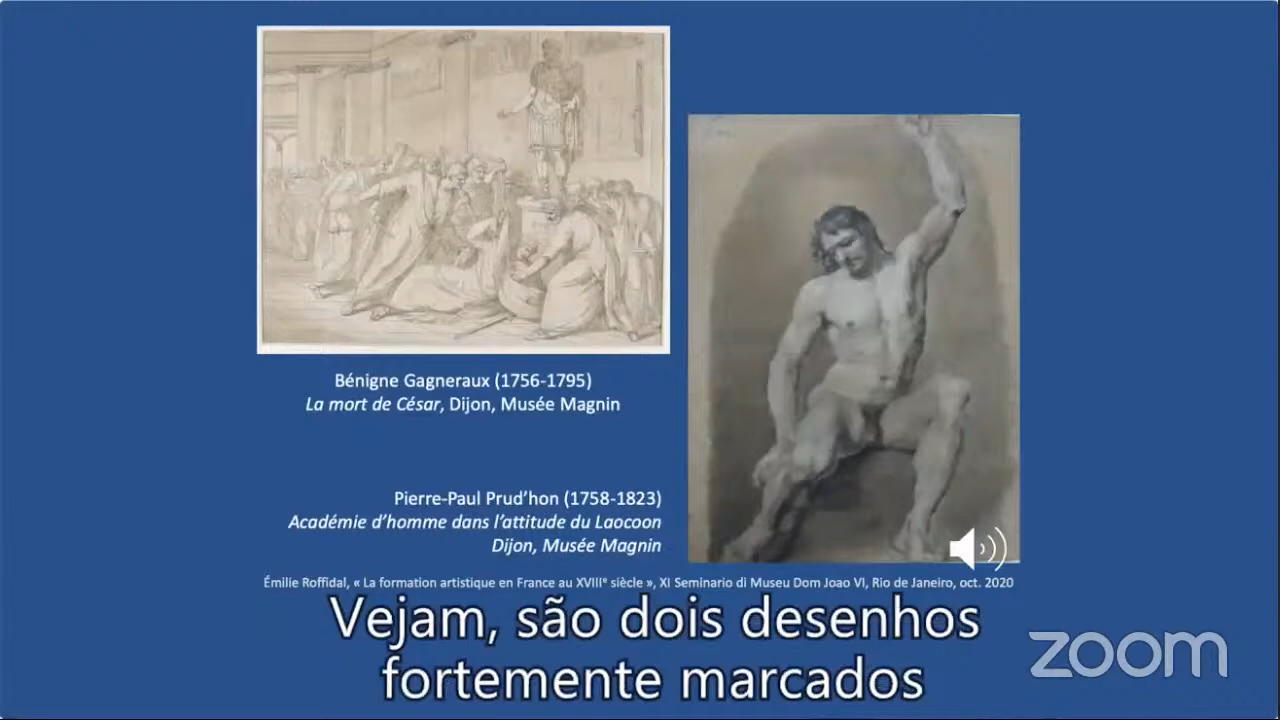 Bénigne Gagneraux (1756-1795)
La mort de César, Dijon, Musée Magnin
Pierre-Paul Prud’hon (1758-1823)
Académie d’homme dans l’attitude du Laocoon
Dijon, Musée Magnin
Émilie Roffidal, « La formation artistique en France au XVIIIᵉ siècle », XI Seminario di Museu Dom Joao VI, Rio de Janeiro, oct. 2020
Vejam, são dois desenhos
fortemente marcados
zoom